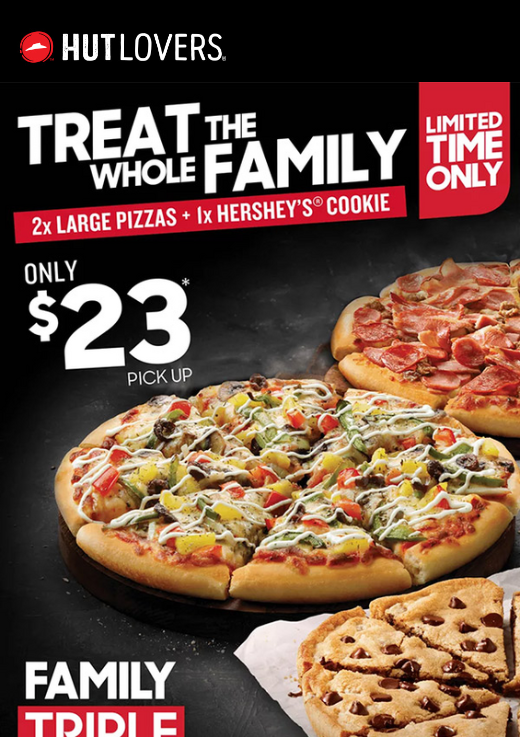 HUTLOVERS®
TREAT THE
WHOLE FAMILY
LIMITED
TIME
ONLY
2x LARGE PIZZAS + 1x HERSHEY'S® COOKIE
ONLY
$23*
PICK UP
FAMILY
TRIPLE